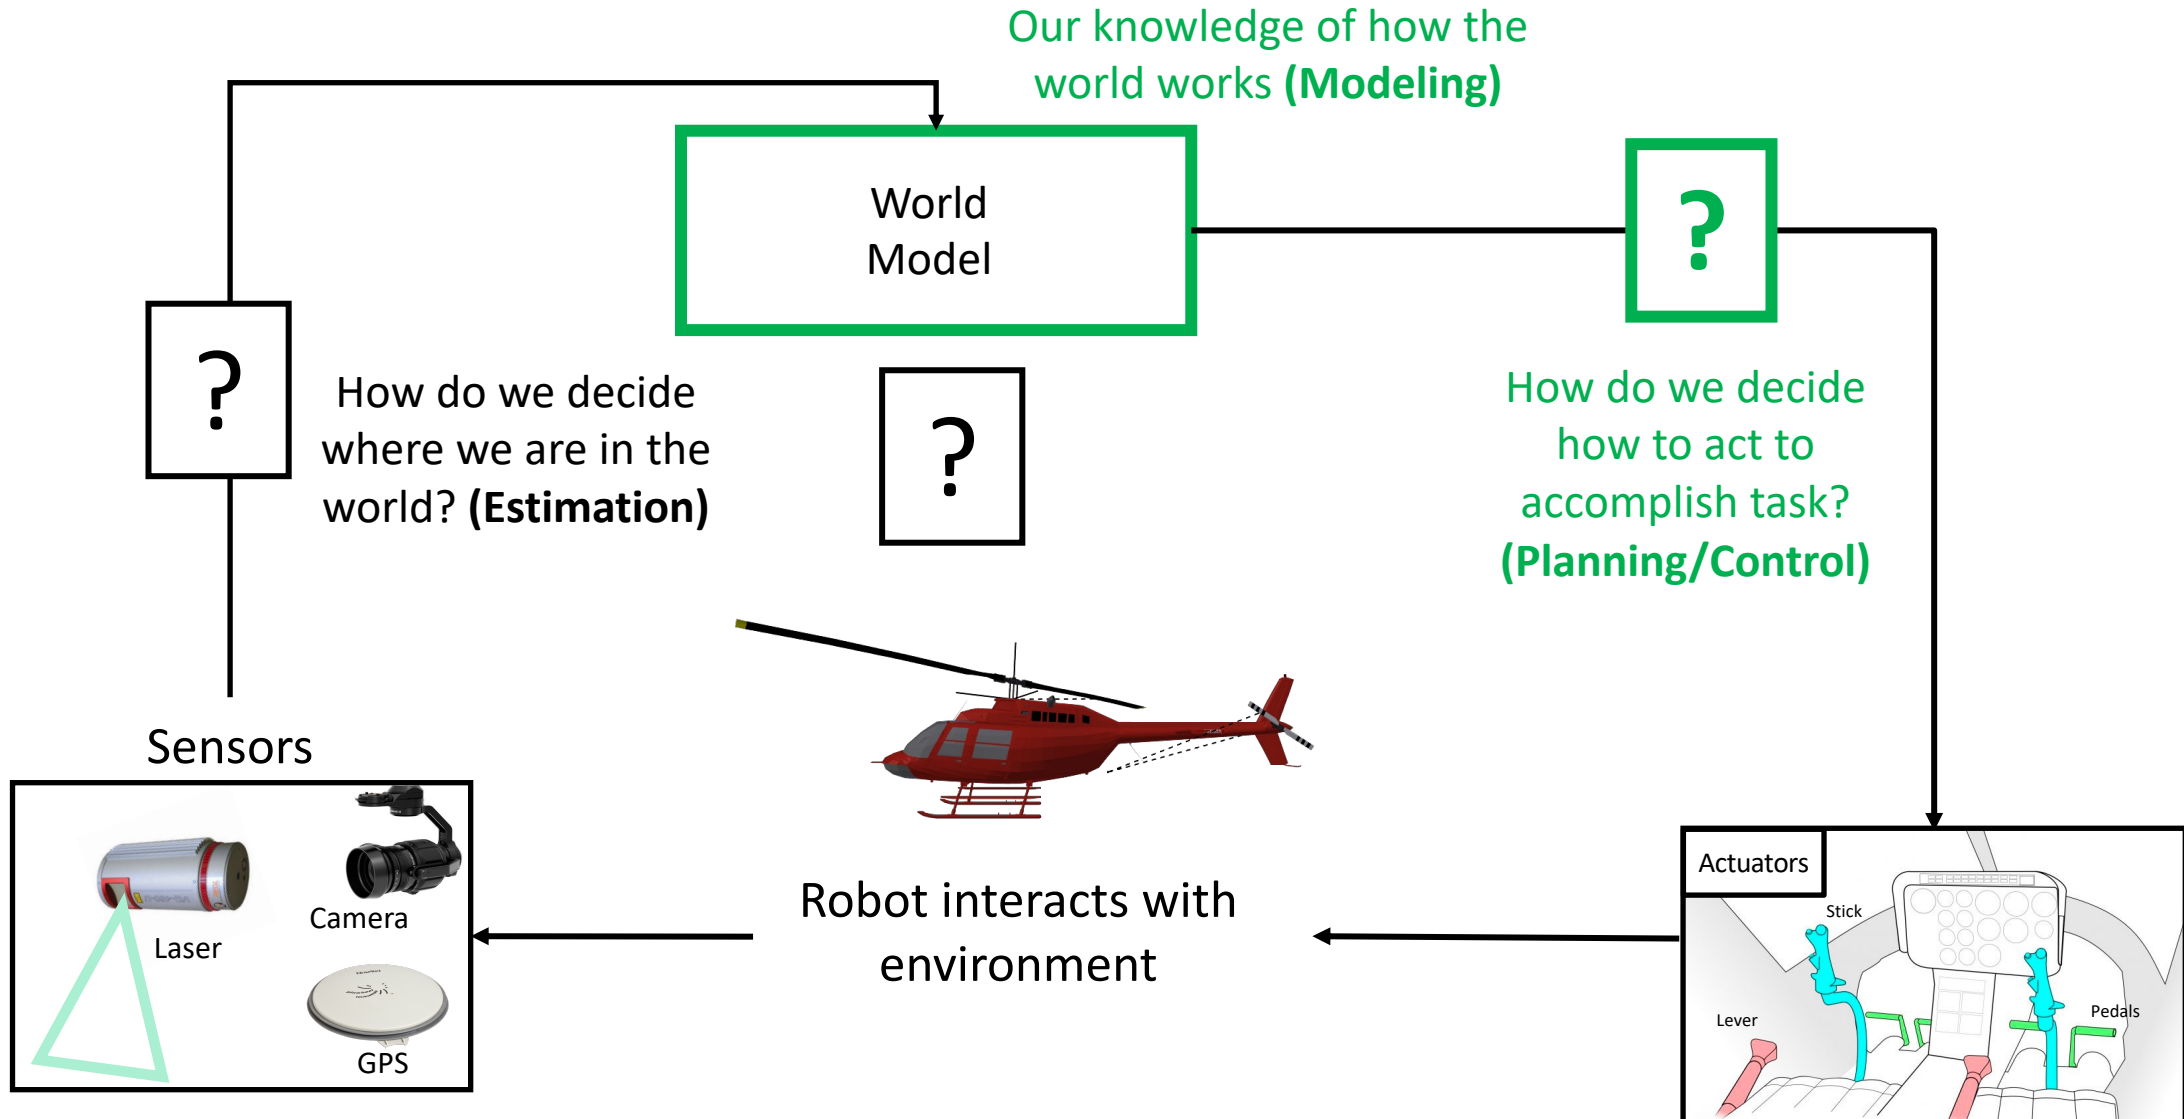 Our knowledge of how the
world works (Modeling)
World
Model
?
?
How do we decide
where we are in the
world? (Estimation)
?
How do we decide
how to act to
accomplish task?
(Planning/Control)
Sensors
Camera
Laser
GPS
Robot interacts with
environment
Actuators
Stick
Lever
Pedals